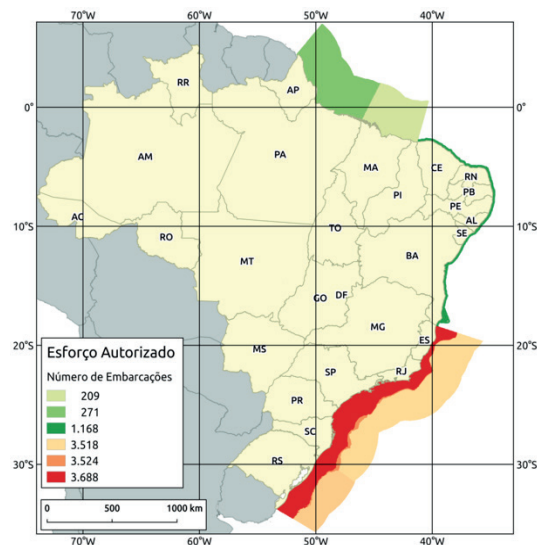 70°W 60°W 50°W 40°W
RR
AP
0° 0°
AM PA MA CE
RN
PI PB
PE
AC AL
SE
10°S 10°S
RO TO
BA
MT
GO DF
MG
ES
MS
20°S 20°S
SP RJ
PR
SC
RS
30°S 30°S
Esforço Autorizado
Número de Embarcações
209
271
1.168
3.518
3.524
3.688
0 500 1000 km
70°W 60°W 50°W 40°W